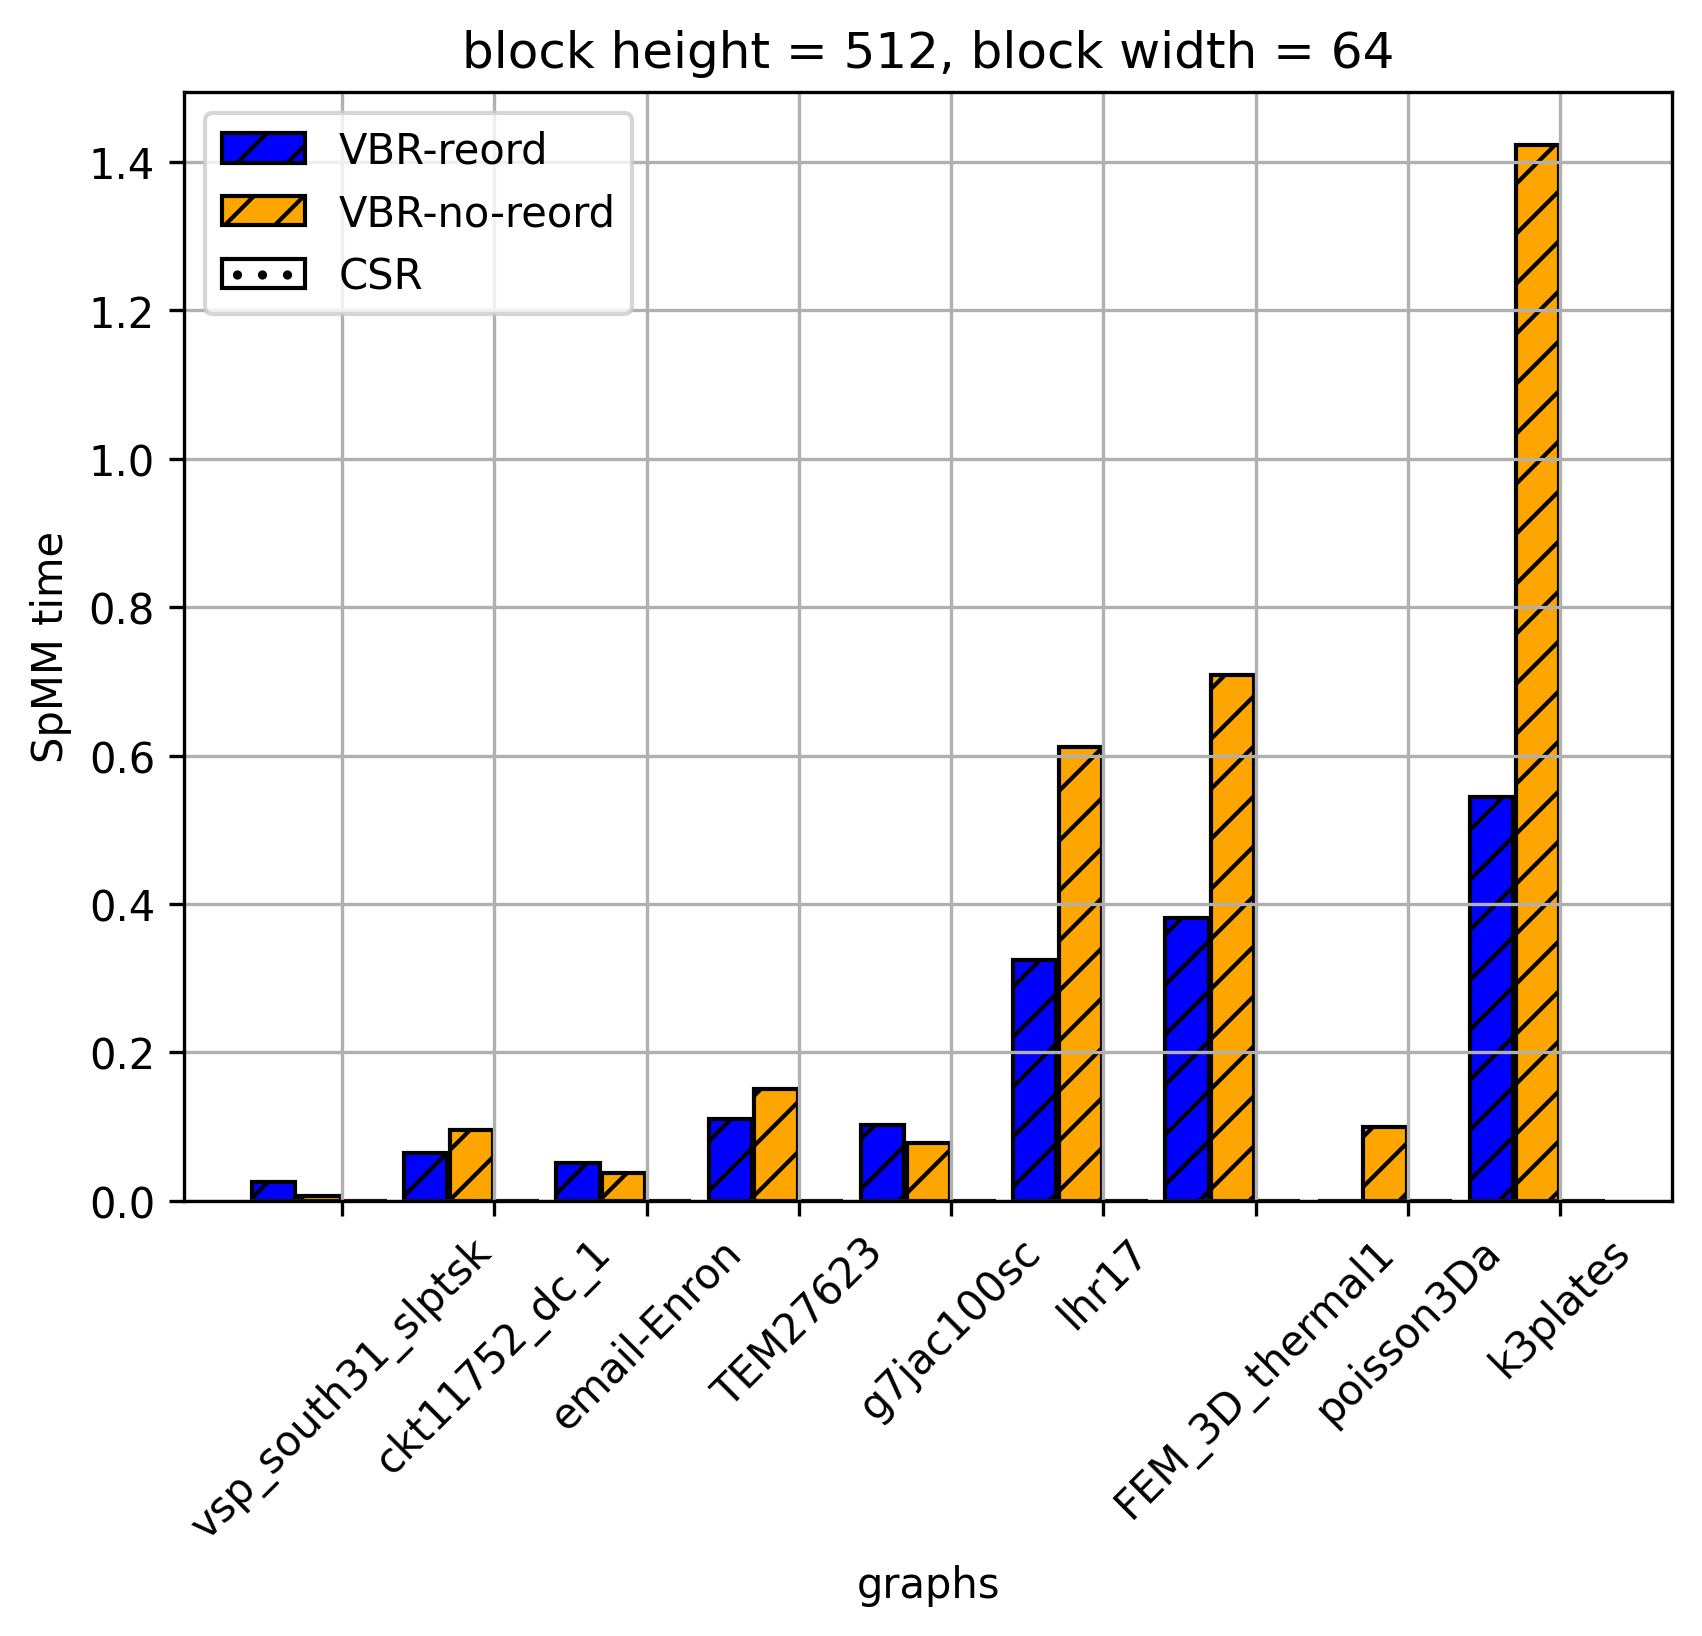 block height = 512, block width = 64
VBR-reord
VBR-no-reord
CSR
SpMM time
1.4
1.2
1.0
0.8
0.6
0.4
0.2
0.0
vsp_south31_slptsk
ckt11752_dc_1
email-Enron
TEM27623
g7jac100sc
lhr17
FEM_3D_thermal1
poisson3Da
k3plates
graphs